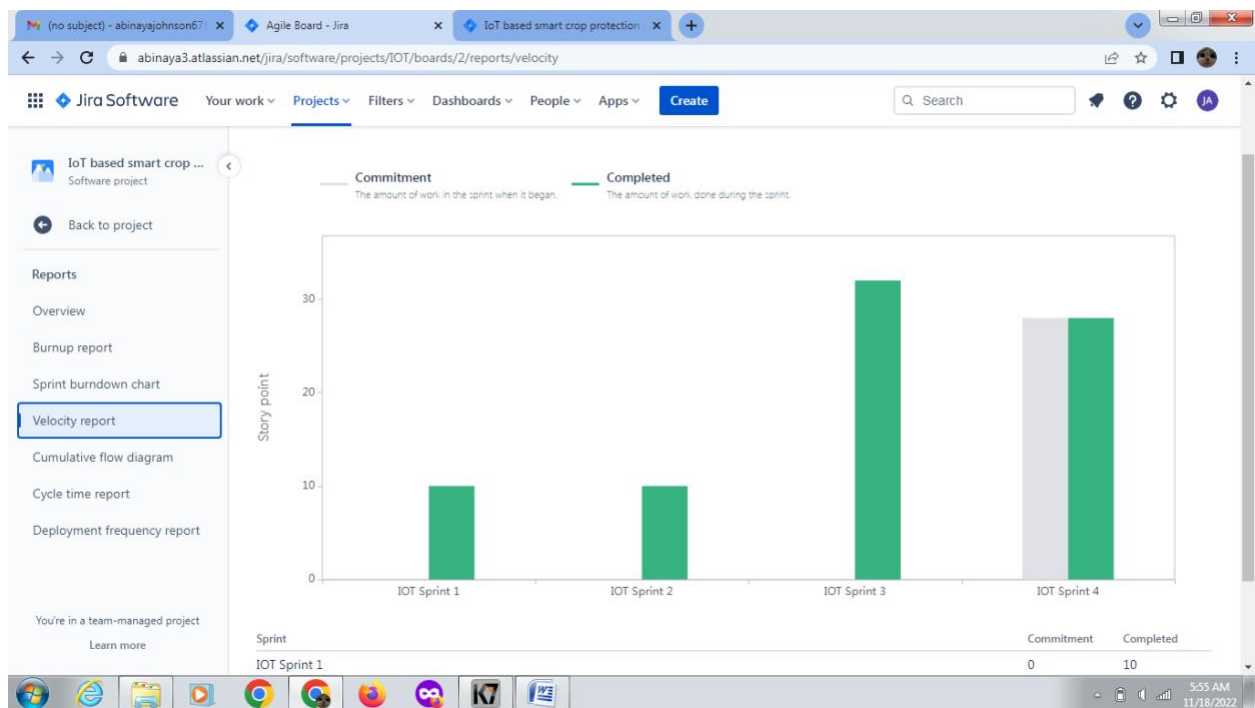 (no subject) - abinayajohnson67
Agile Board - Jira
IoT based smart crop protection
abinaya3.atlassian.net/jira/software/projects/IOT/boards/2/reports/velocity
Jira Software Your work Projects Filters Dashboards People Apps Create Search JA
IoT based smart crop ...
Software project
Back to project
Reports
Overview
Burnup report
Sprint burndown chart
Velocity report
Cumulative flow diagram
Cycle time report
Deployment frequency report
You're in a team-managed project
Learn more
Commitment
The amount of work in the sprint when it began.
Completed
The amount of work done during the sprint.
Story point
30
20
10
0
IOT Sprint 1 IOT Sprint 2 IOT Sprint 3 IOT Sprint 4
Sprint Commitment Completed
IOT Sprint 1 0 10
K7
W
5:55 AM
11/18/2022